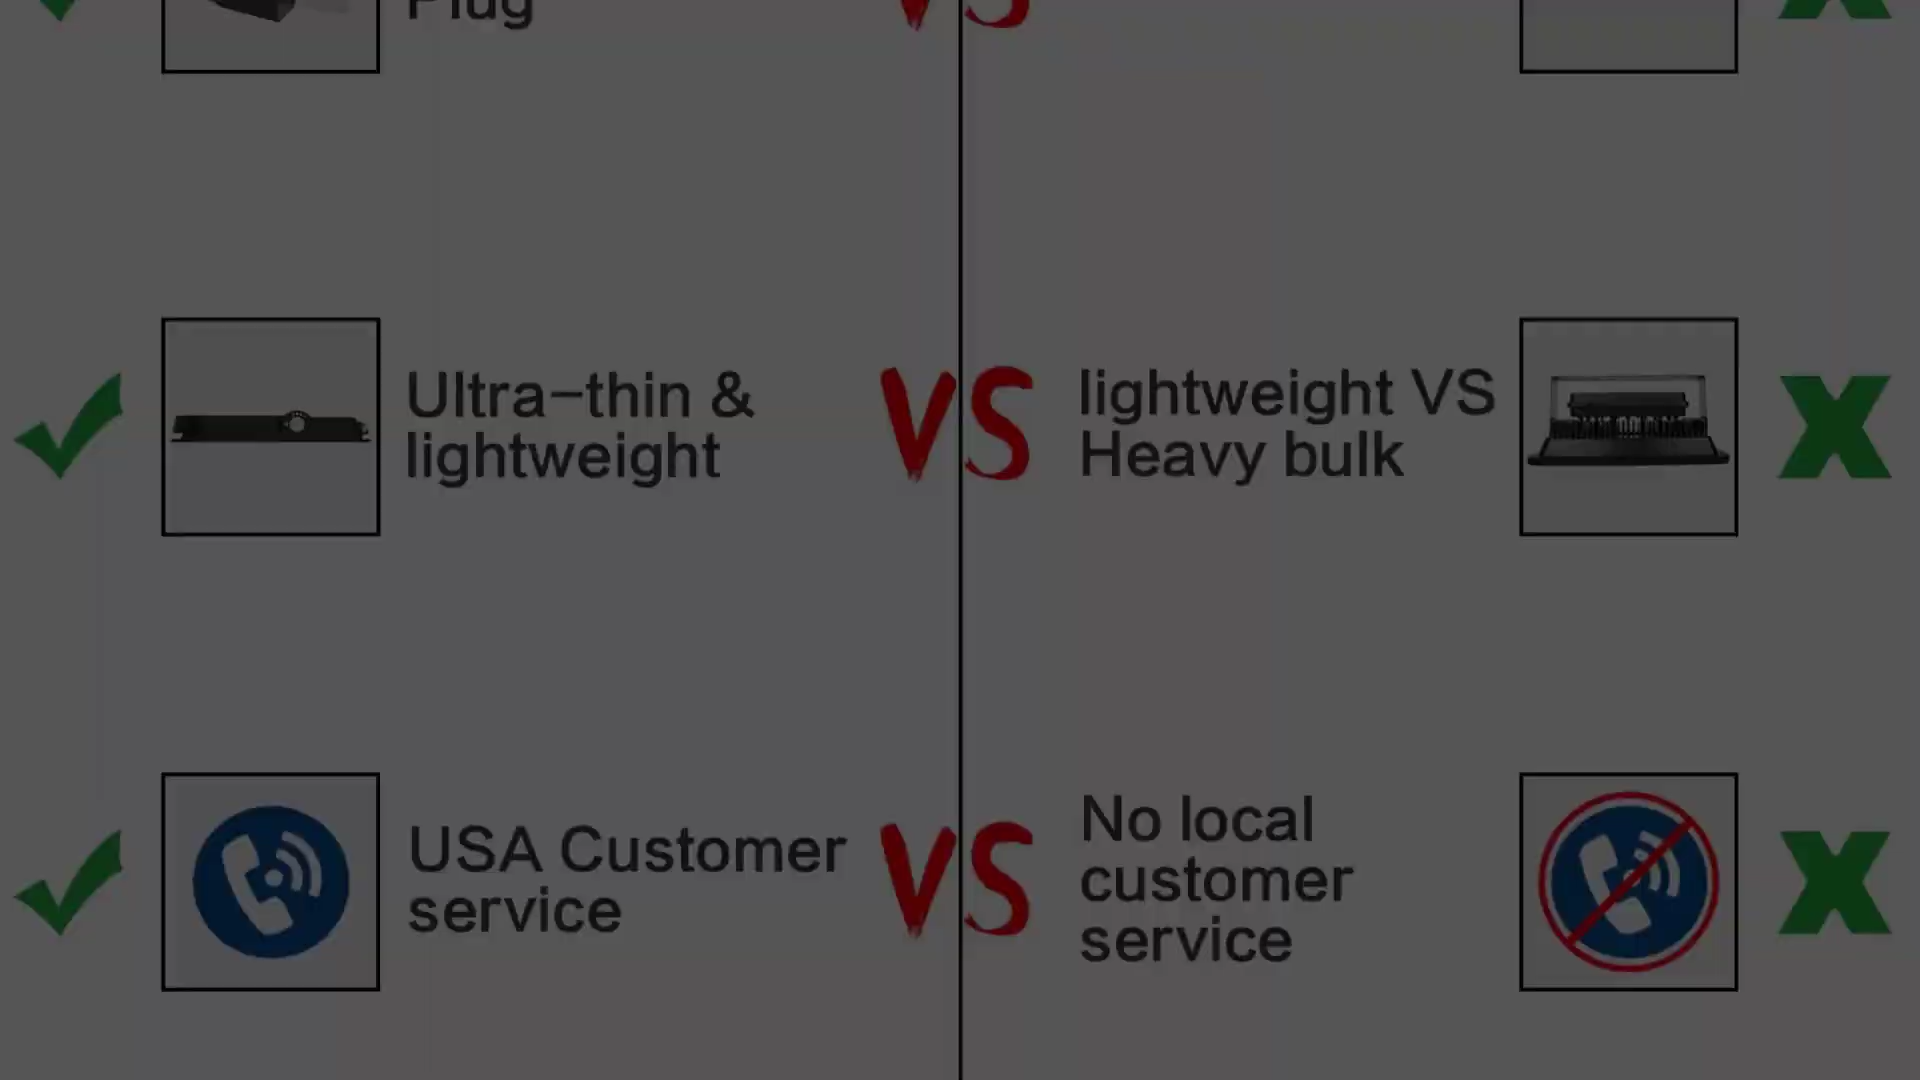 Plug
VS
Ultra-thin &
lightweight
VS
lightweight VS
Heavy bulk
X
USA Customer
service
VS
No local
customer
service
X